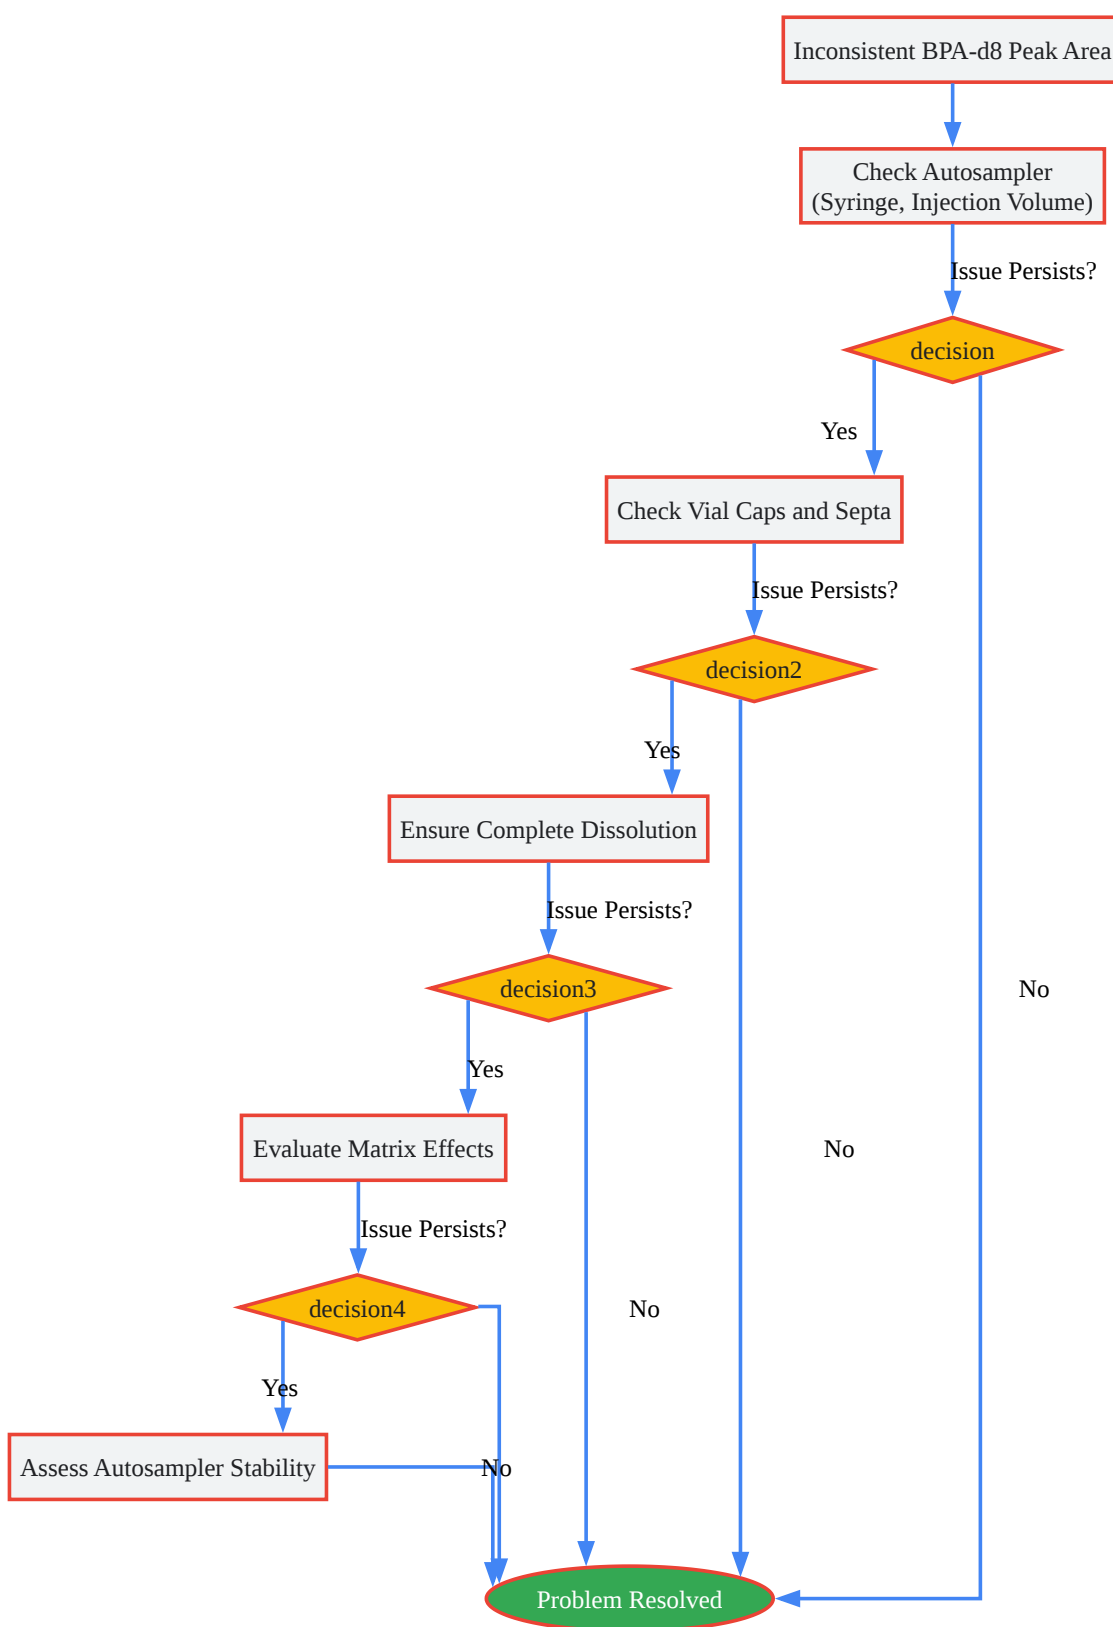 Inconsistent BPA-d8 Peak Area
Check Autosampler
(Syringe, Injection Volume)
Issue Persists?
decision
Yes
Check Vial Caps and Septa
Issue Persists?
decision2
Yes
Ensure Complete Dissolution
Issue Persists?
decision3
No
Yes
Evaluate Matrix Effects
No
Issue Persists?
decision4
No
Yes
Assess Autosampler Stability
No
Problem Resolved